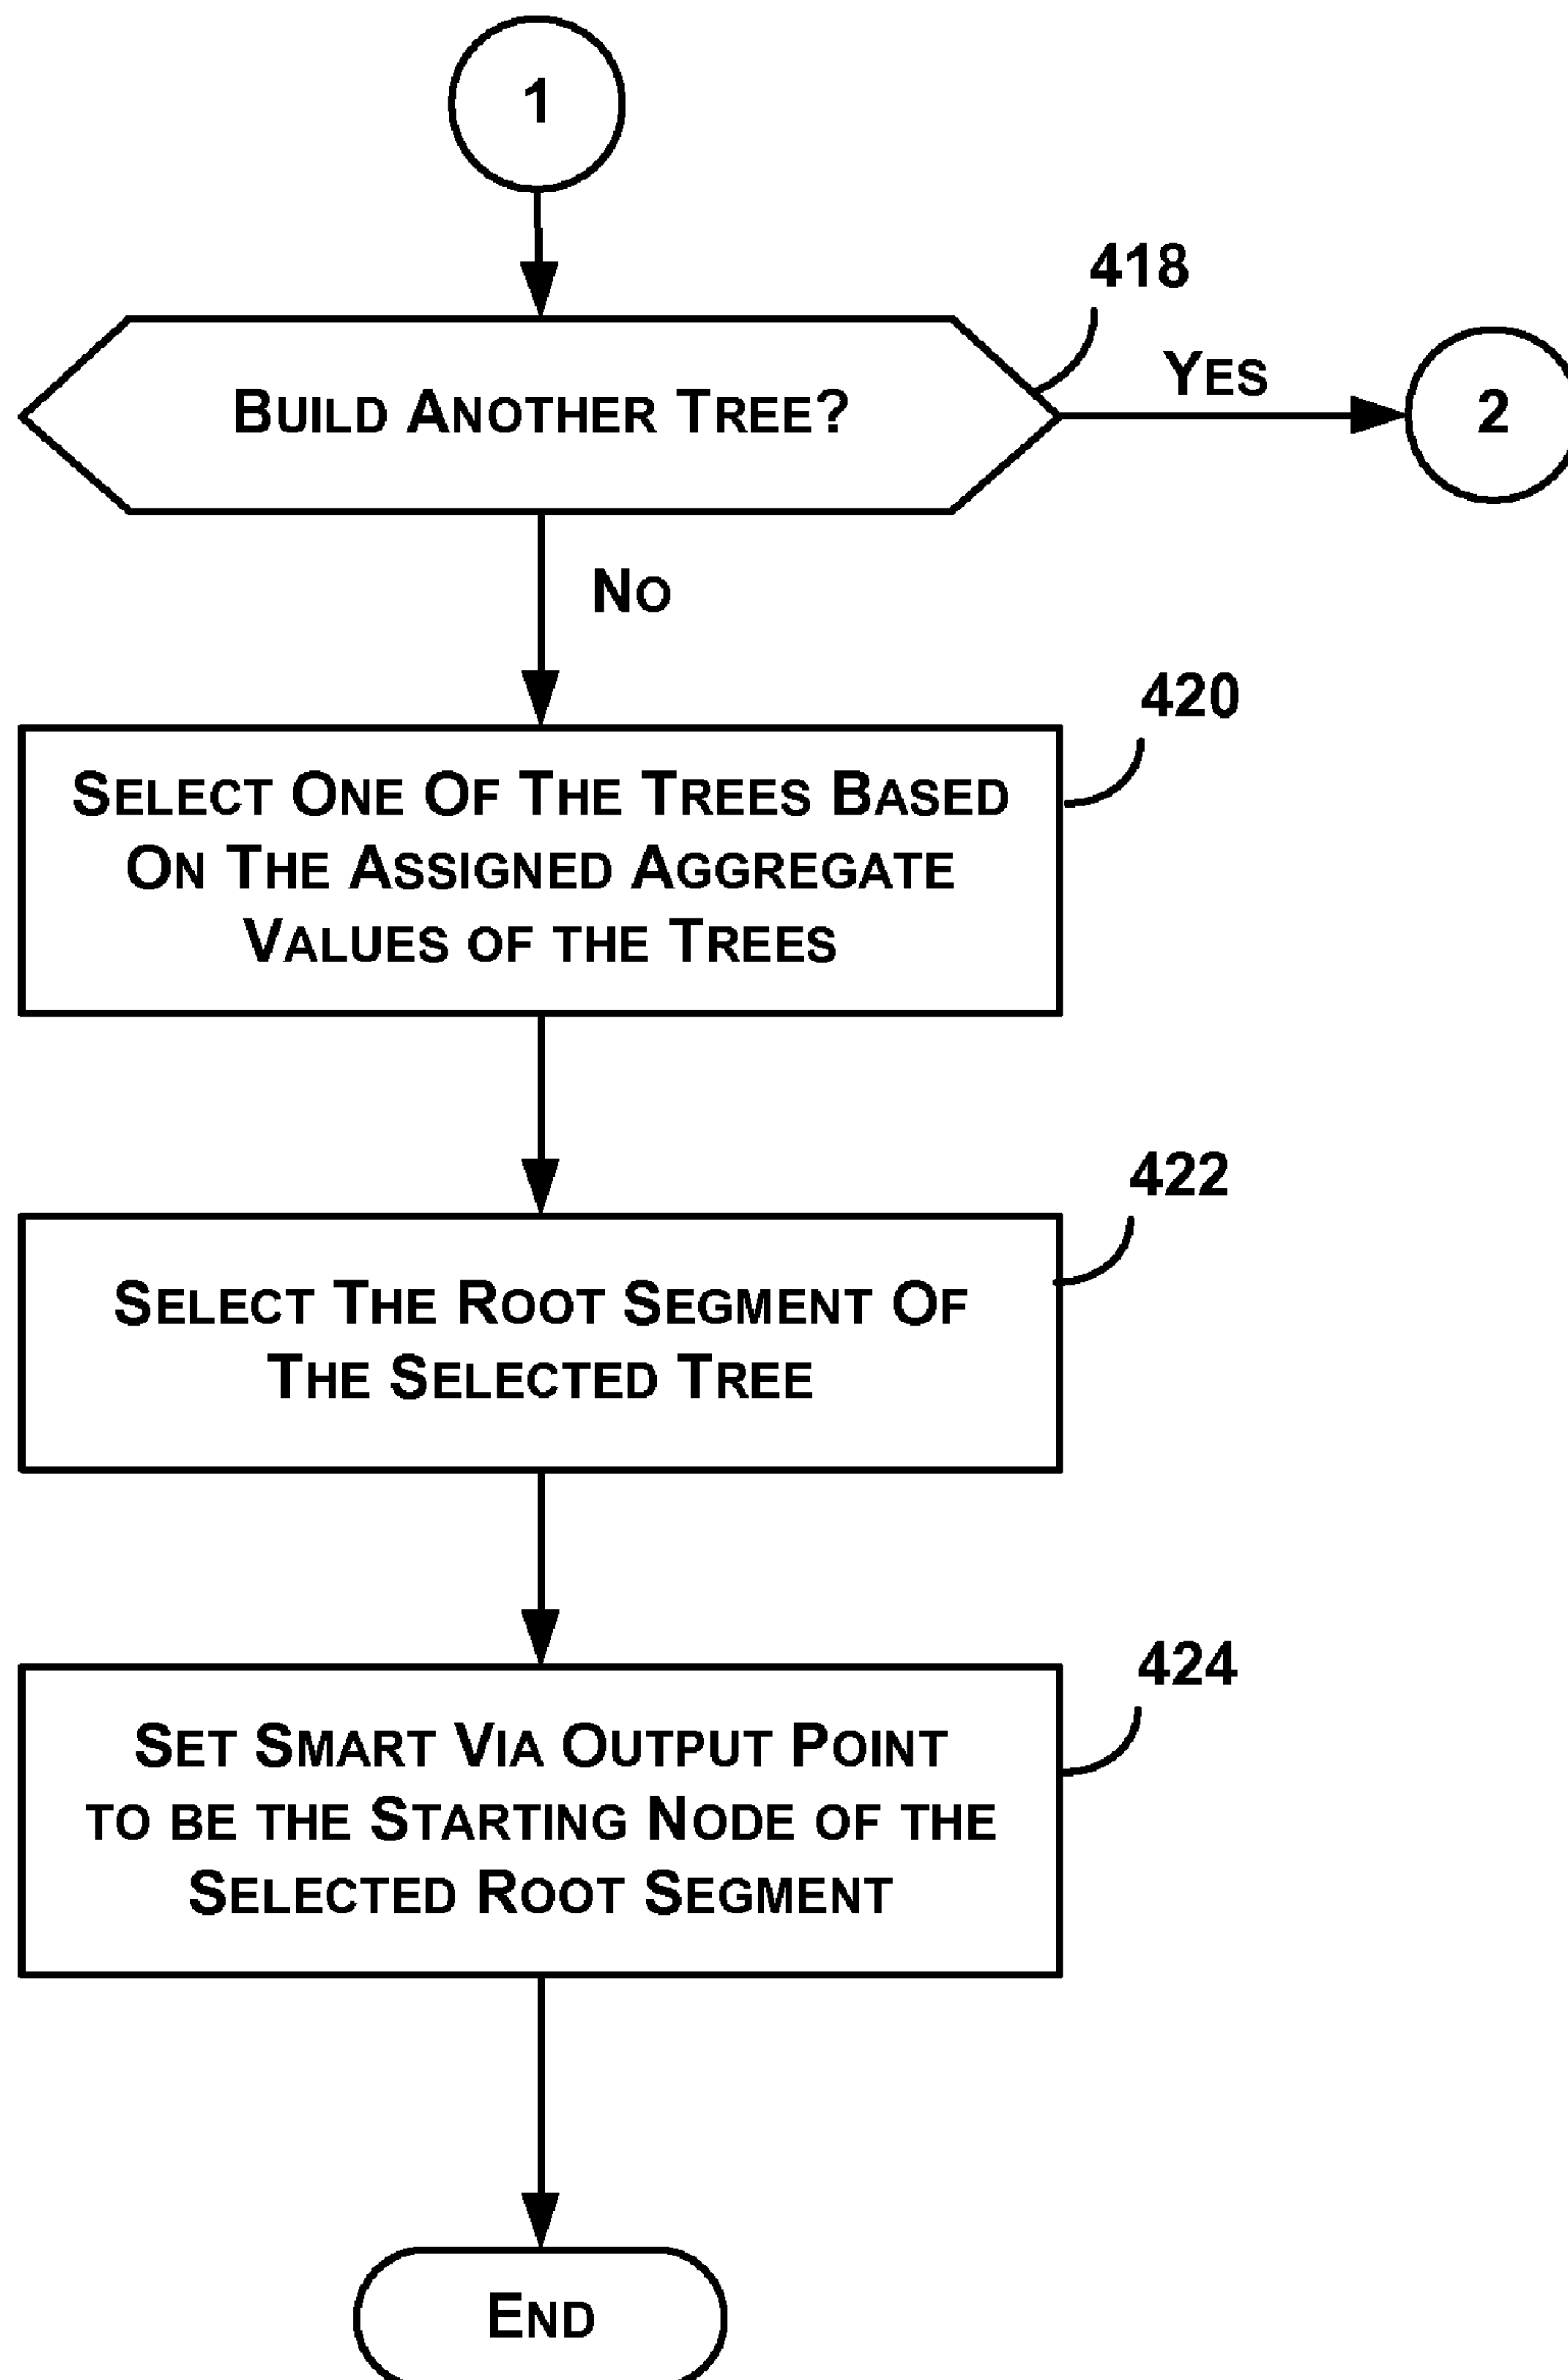 1
418
BUILD ANOTHER TREE?
YES
2
NO
420
SELECT ONE OF THE TREES BASED
ON THE ASSIGNED AGGREGATE
VALUES OF THE TREES
422
SELECT THE ROOT SEGMENT OF
THE SELECTED TREE
424
SET SMART VIA OUTPUT POINT
TO BE THE STARTING NODE OF THE
SELECTED ROOT SEGMENT
END